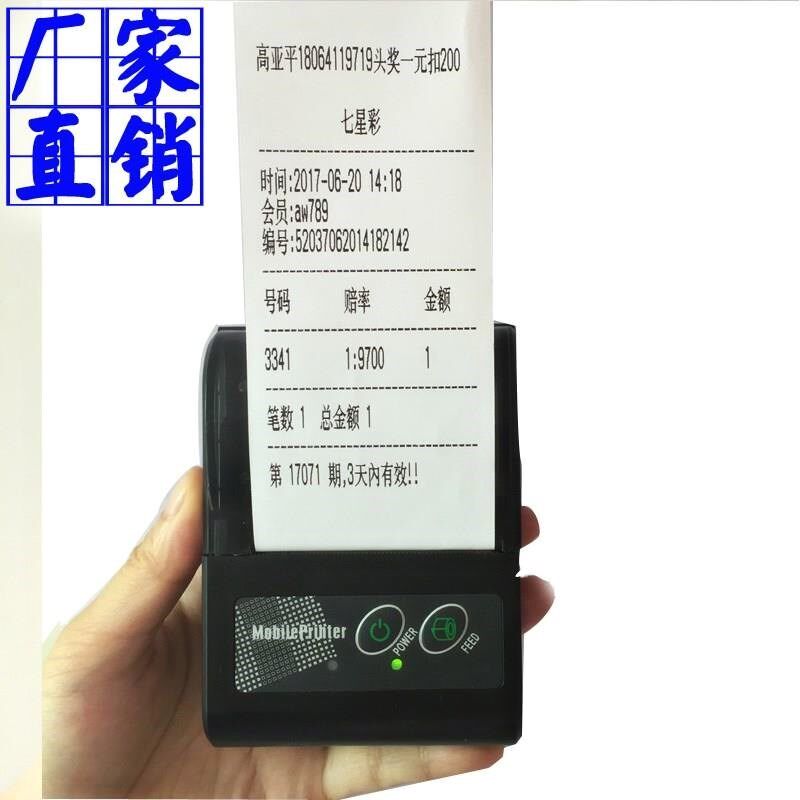 厂家
直销
高亚平18064119719头奖一元扣200
七星彩
时间:2017-06-20 14:18
会员:aw789
编号:52037062014182142
号码 赔率 金额
3341 1:9700 1
笔数 1 总金额 1
第 17071 期,3天内有效!!
MobilePrinter
POWER
FEED